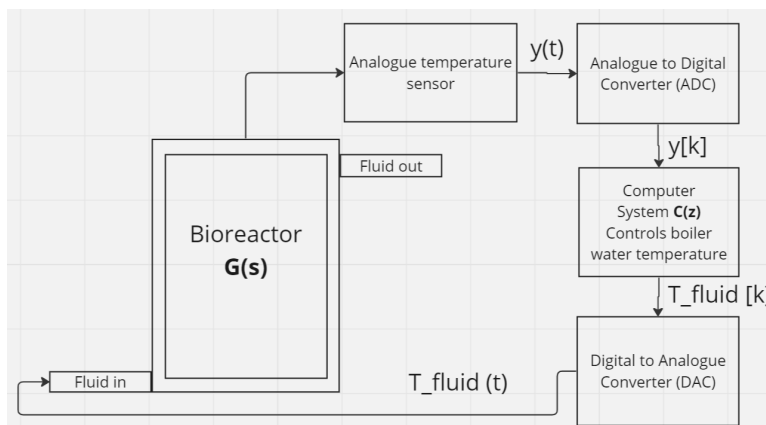 Analogue temperature
sensor
y(t)
Analogue to Digital
Converter (ADC)
y[k]
Fluid out
Computer
System C(z)
Controls boiler
water temperature
Bioreactor
G(s)
T_fluid [k]
Digital to Analogue
Converter (DAC)
Fluid in
T_fluid (t)